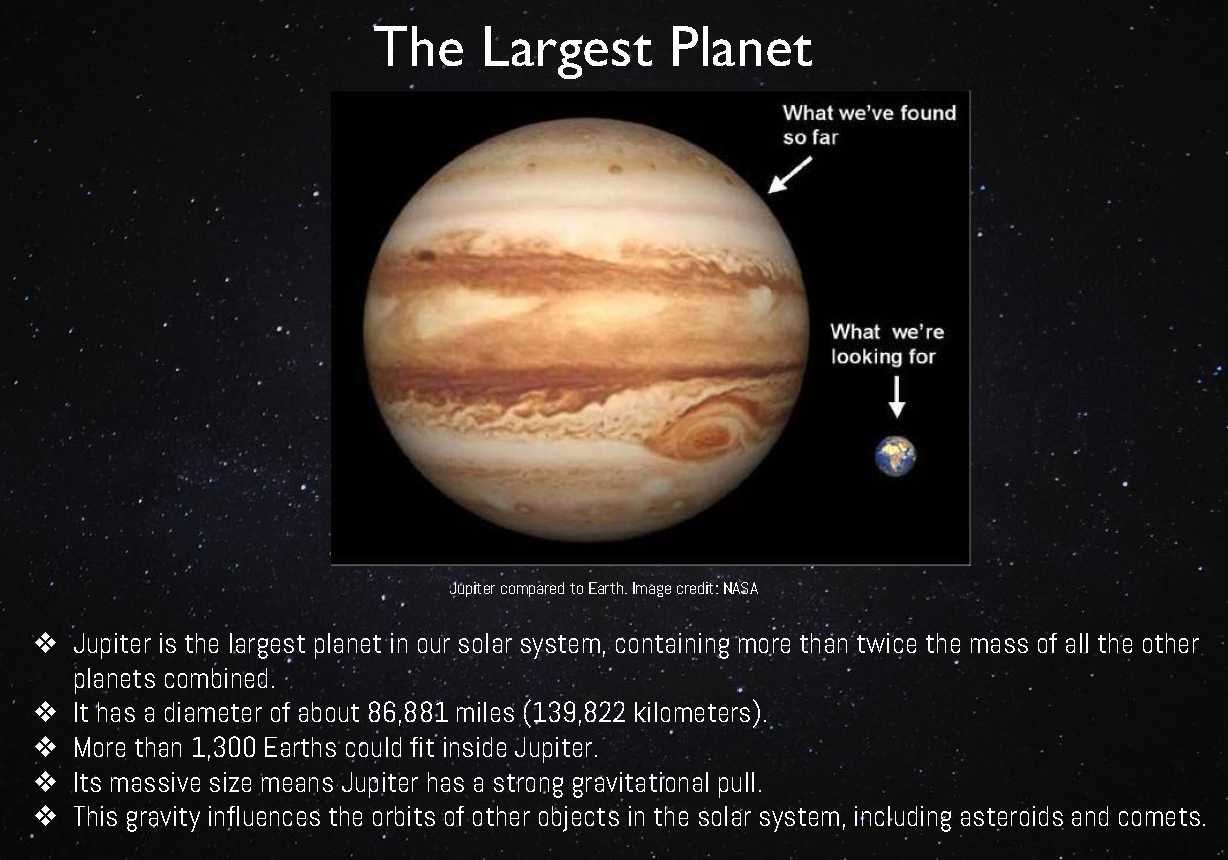 The Largest Planet
What we've found
so far
What we're
looking for
Jupiter compared to Earth. Image credit: NASA
❖ Jupiter is the largest planet in our solar system, containing more than twice the mass of all the other
planets combined.
❖ It has a diameter of about 86,881 miles (139,822 kilometers).
❖ More than 1,300 Earths could fit inside Jupiter.
❖ Its massive size means Jupiter has a strong gravitational pull.
❖ This gravity influences the orbits of other objects in the solar system, including asteroids and comets.